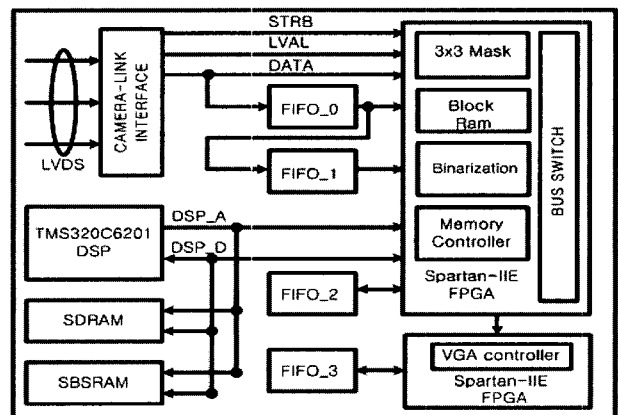 STRB
LVAL
DATA
CAMERA-LINK
INTERFACE
LVDS
FIFO_0
FIFO_1
3x3 Mask
Block
Ram
Binarization
Memory
Controller
BUS SWITCH
Spartan-IIE
FPGA
TMS320C6201
DSP
DSP_A
DSP_D
SDRAM
SBSRAM
FIFO_2
FIFO_3
VGA controller
Spartan-IIE
FPGA